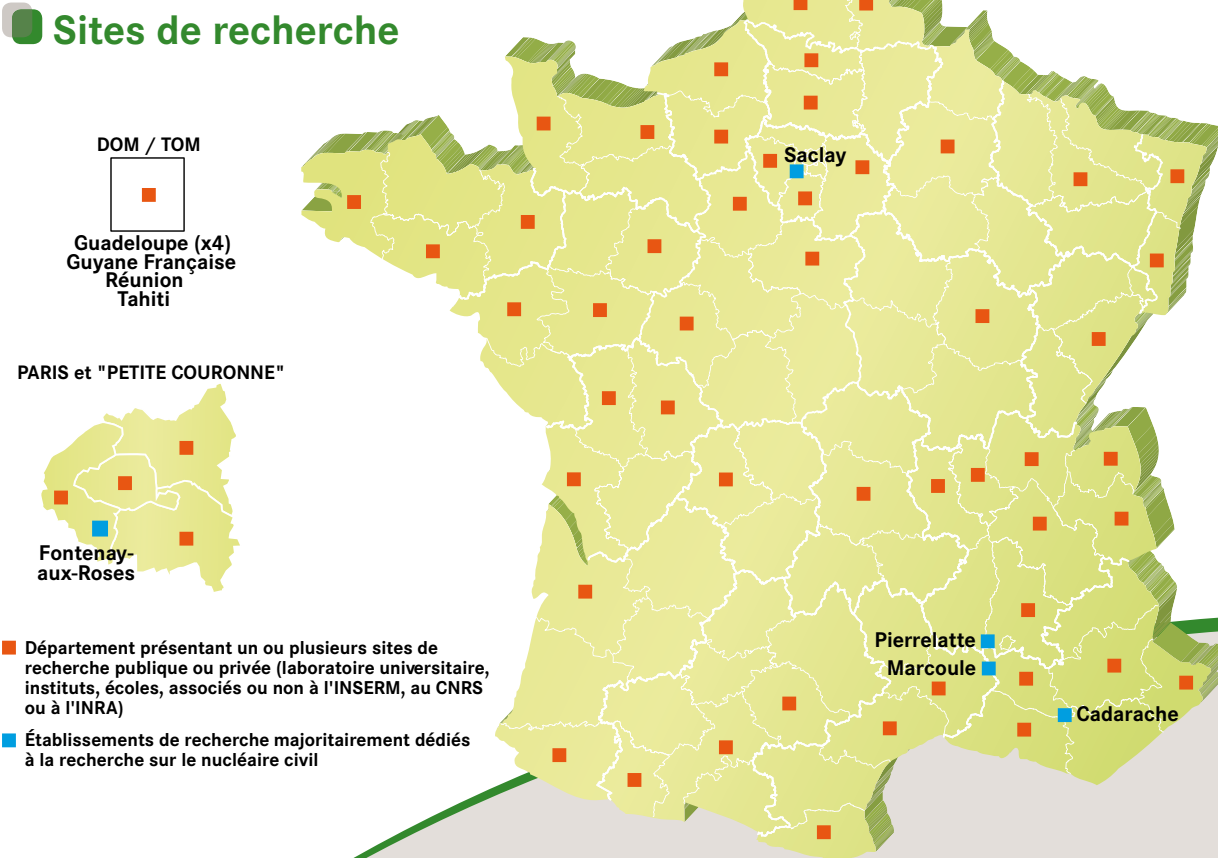 Sites de recherche
DOM / TOM
Guadeloupe (x4)
Guyane Française
Réunion
Tahiti
PARIS et "PETITE COURONNE"
Fontenay-
aux-Roses
Saclay
Pierrelatte
Marcoule
Cadarache
Département présentant un ou plusieurs sites de
recherche publique ou privée (laboratoire universitaire,
instituts, écoles, associés ou non à l'INSERM, au CNRS
ou à l'INRA)
Établissements de recherche majoritairement dédiés
à la recherche sur le nucléaire civil